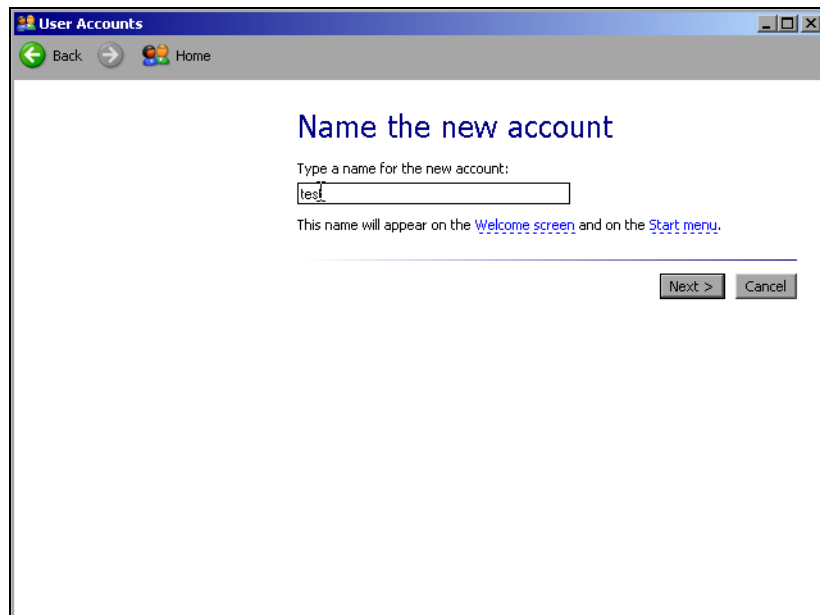 User Accounts
Back Home
Name the new account
Type a name for the new account:
test
This name will appear on the Welcome screen and on the Start menu.
Next > Cancel